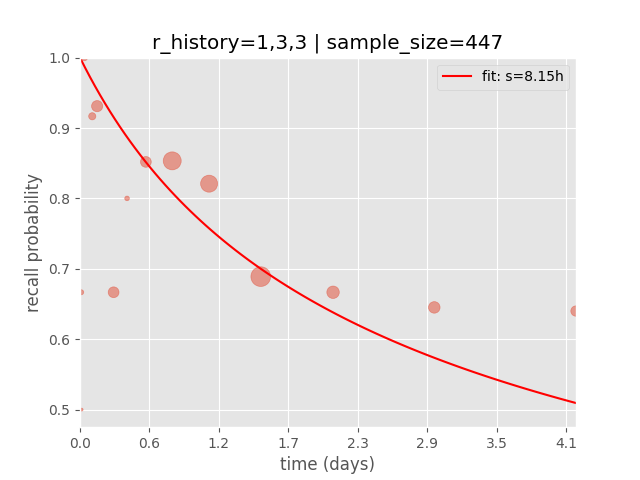 r_history=1,3,3 | sample_size=447
fit: s=8.15h
recall probability
1.0
0.9
0.8
0.7
0.6
0.5
0.0 0.6 1.2 1.7 2.3 2.9 3.5 4.1
time (days)